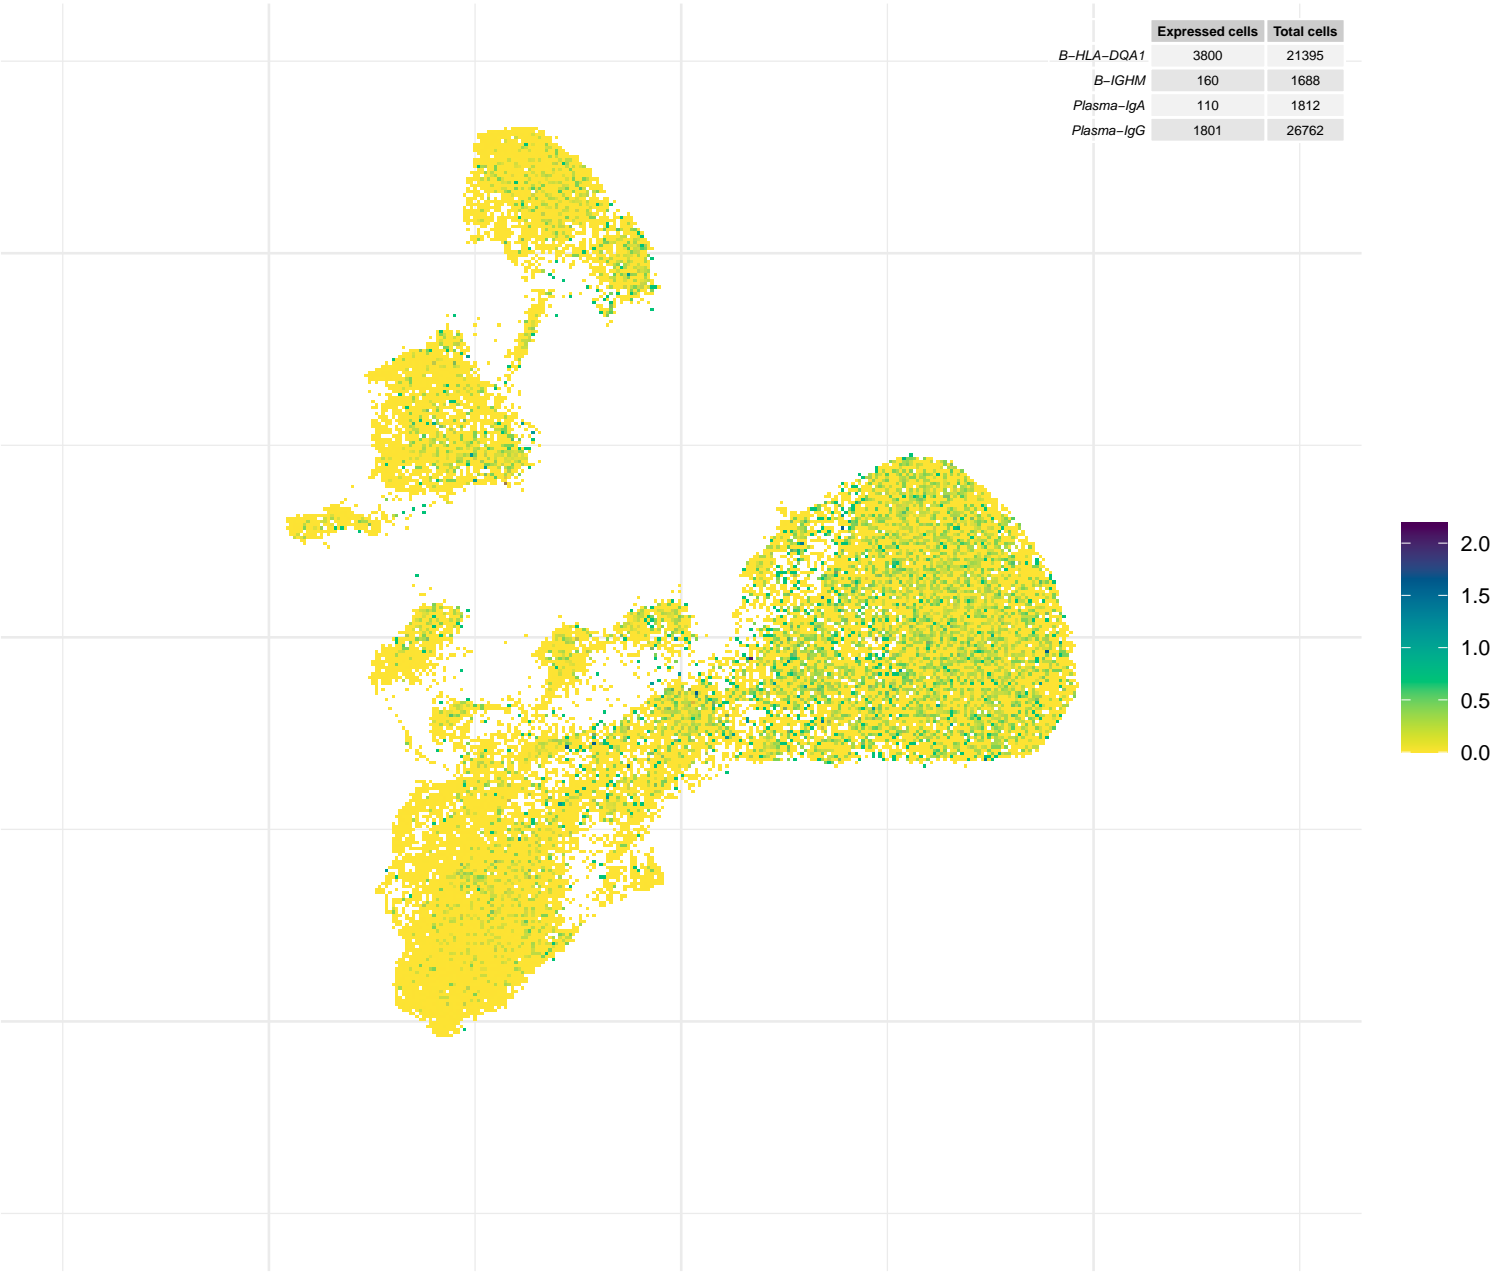 Expressed cells Total cells
B–HLA–DQA1 3800 21395
B–IGHM 160 1688
Plasma–IgA 110 1812
Plasma–IgG 1801 26762
2.0
1.5
1.0
0.5
0.0